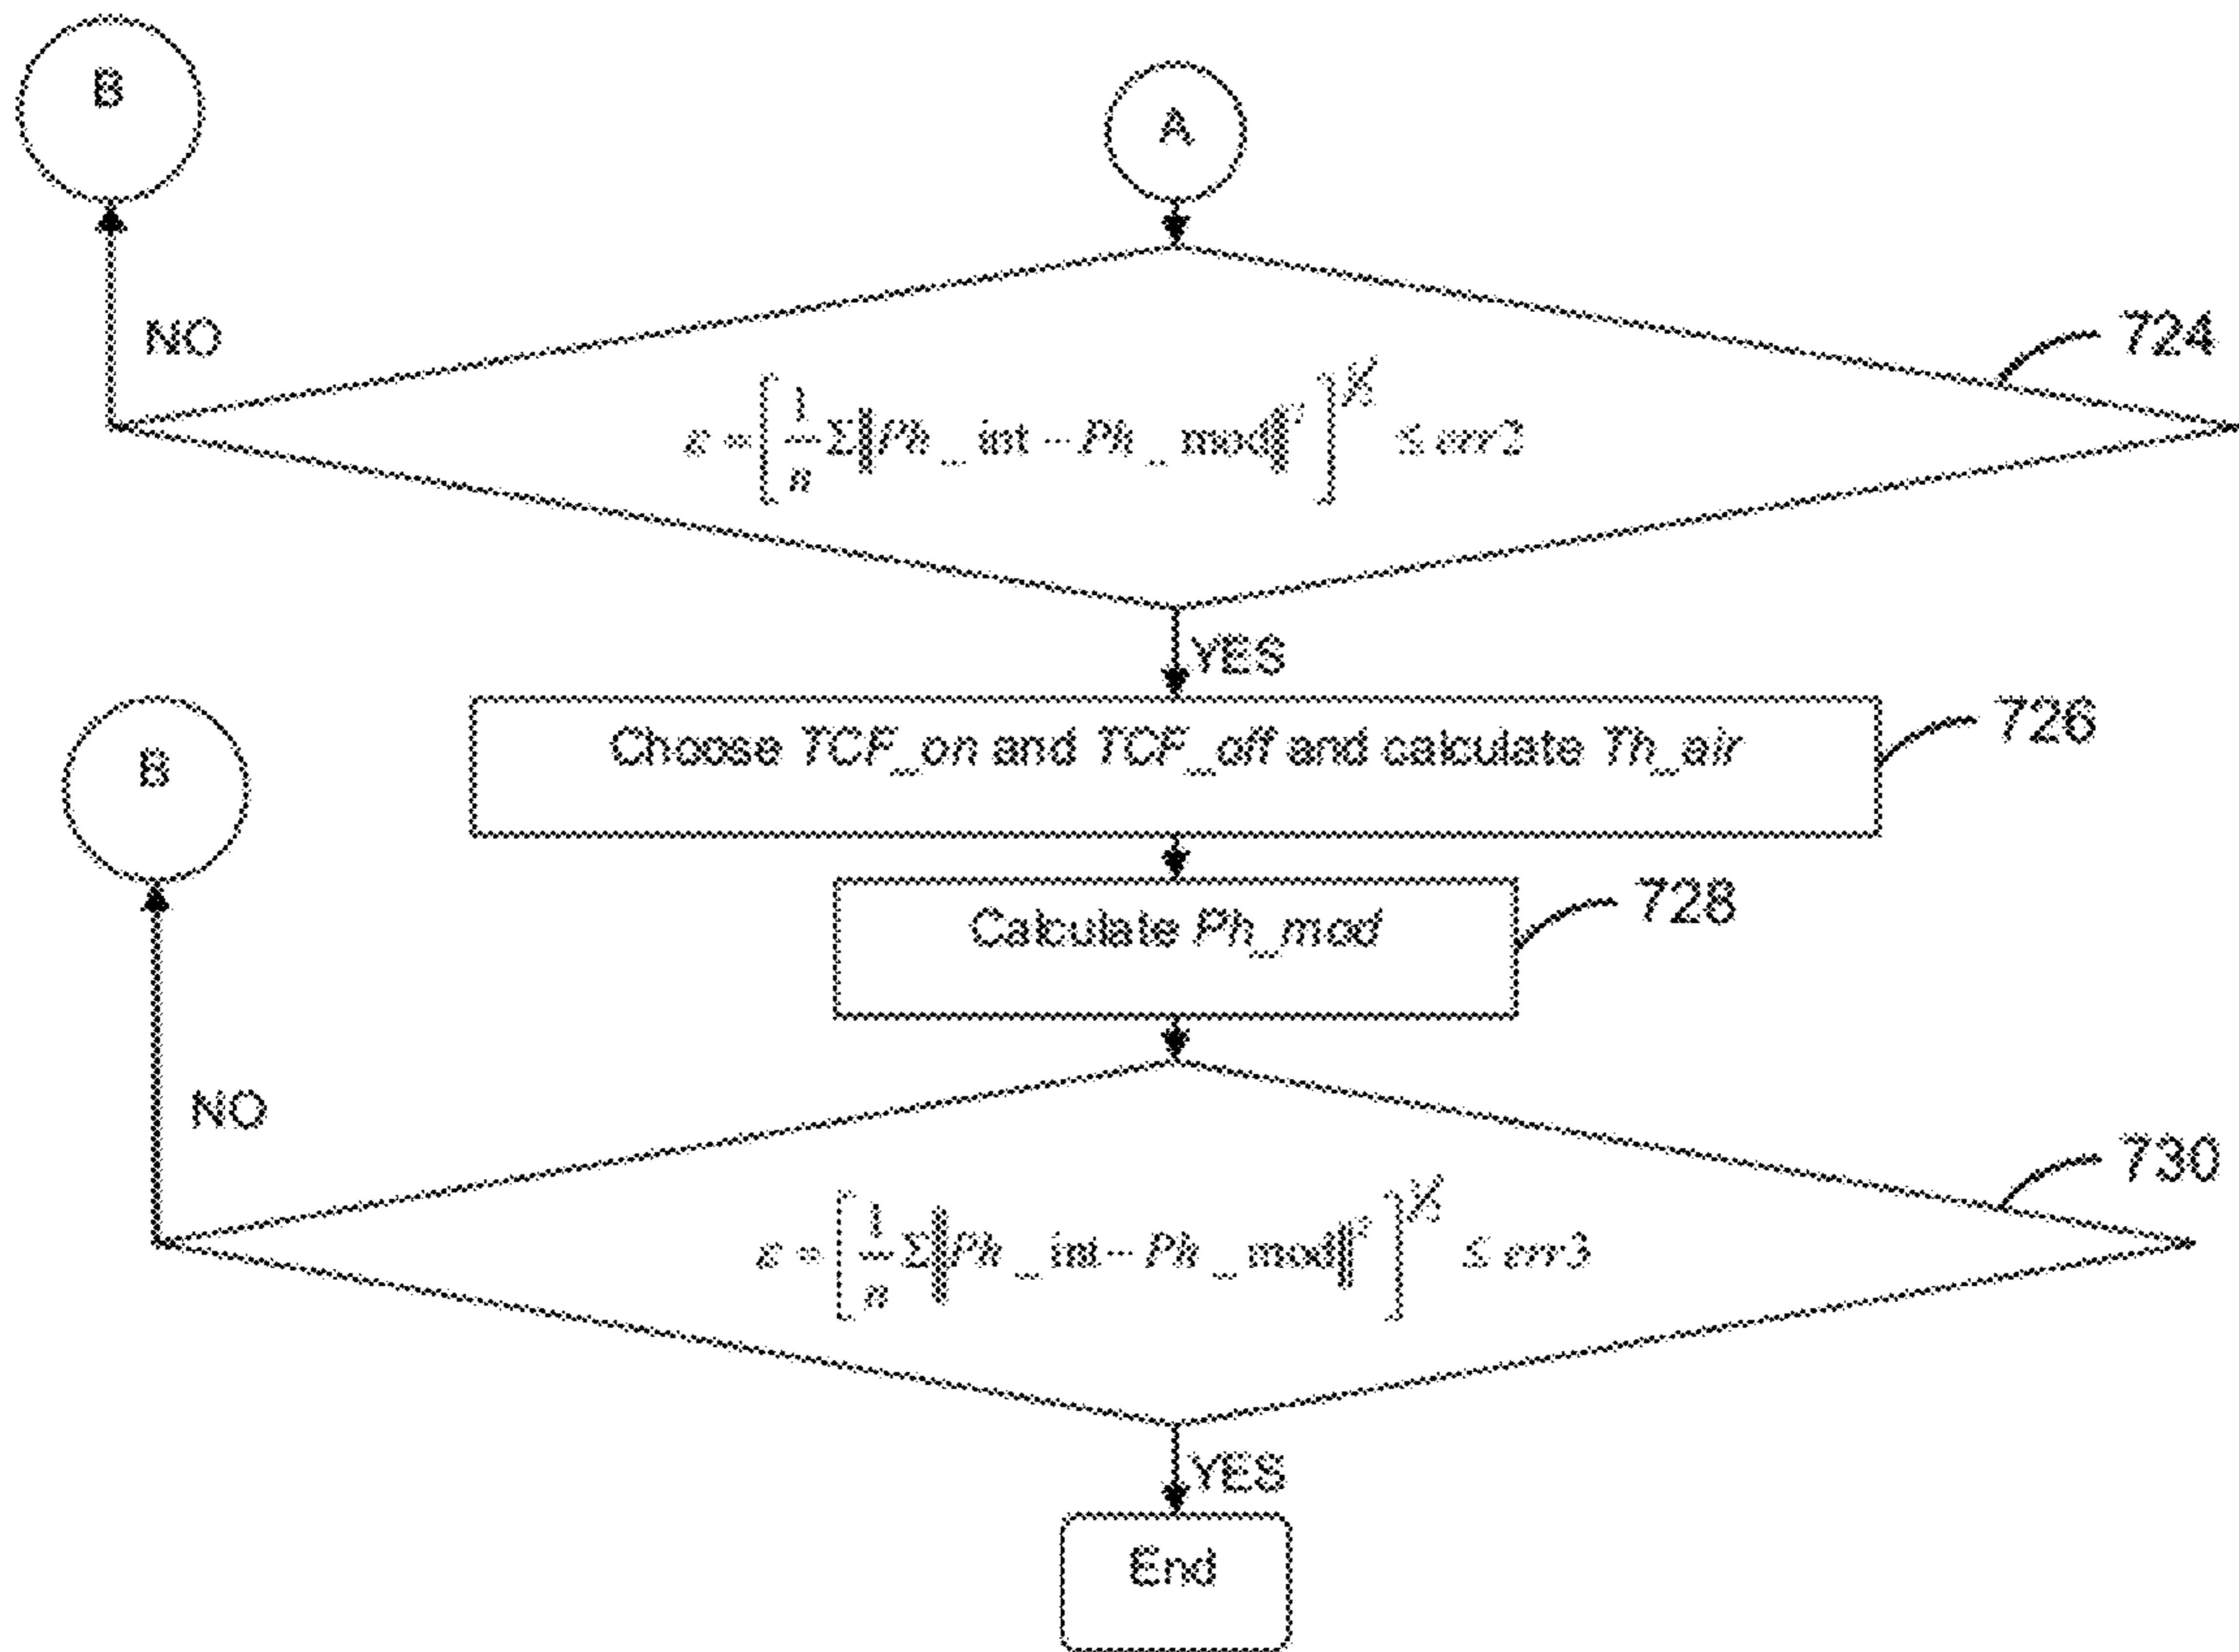 B
A
NO
724
ε = [ 1/n Σ‖Ph_int - Ph_mod‖² ]^½ ≤ err2
YES
Choose TCF_on and TCF_off and calculate Th_air
726
B
Calculate Ph_mod
728
NO
730
ε = [ 1/n Σ‖Ph_int - Ph_mod‖² ]^½ ≤ err3
YES
End